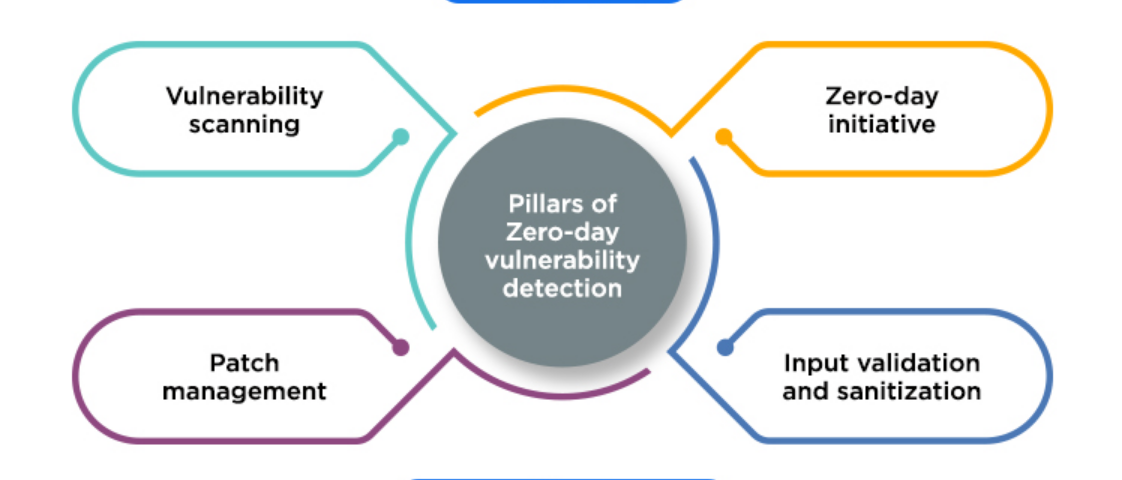 Vulnerability
scanning
Zero-day
initiative
Pillars of
Zero-day
vulnerability
detection
Patch
management
Input validation
and sanitization